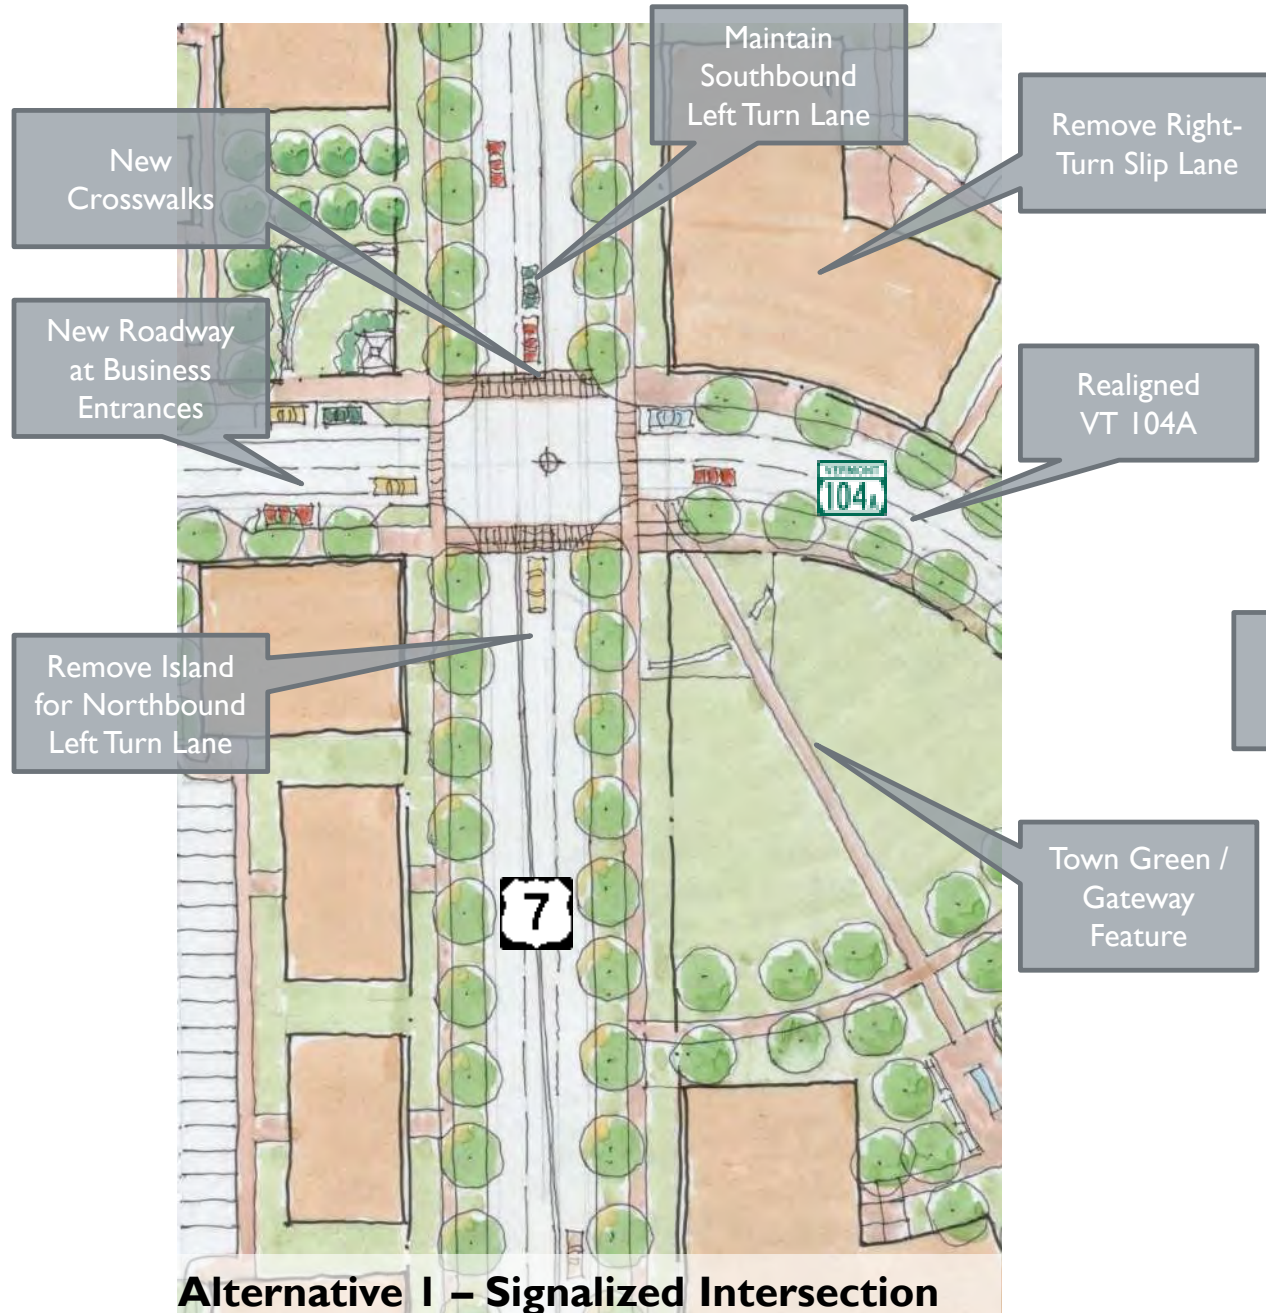 Maintain
Southbound
Left Turn Lane
New
Crosswalks
Remove Right-
Turn Slip Lane
New Roadway
at Business
Entrances
Realigned
VT 104A
VERMONT
104A
Remove Island
for Northbound
Left Turn Lane
7
Town Green /
Gateway
Feature
Alternative 1 – Signalized Intersection